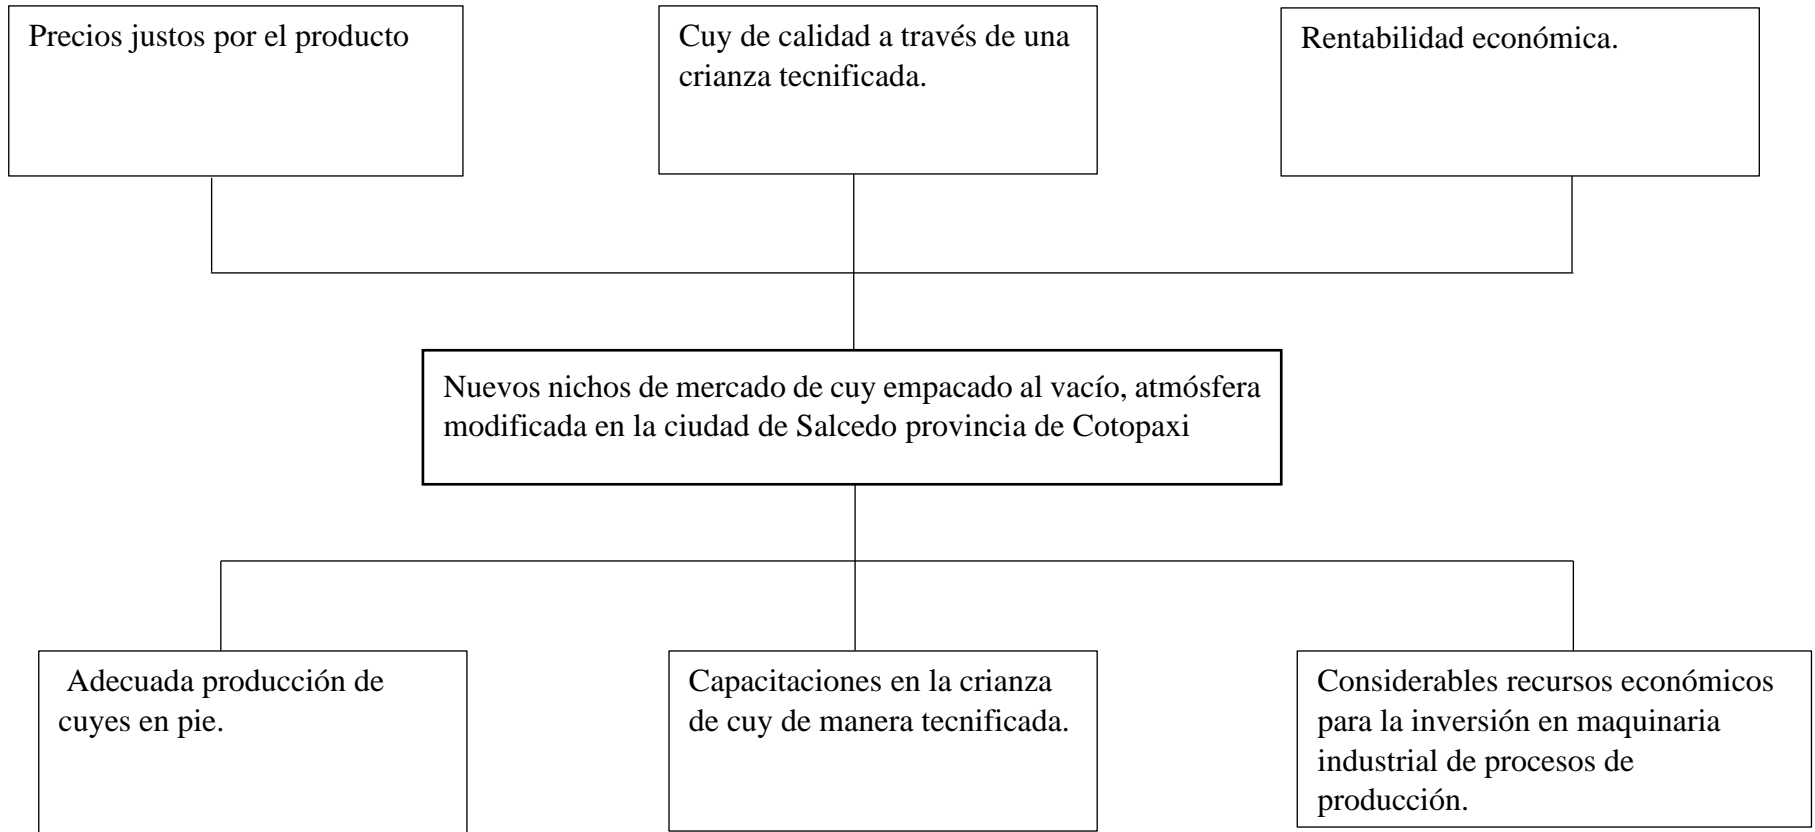 Precios justos por el producto
Cuy de calidad a través de una
crianza tecnificada.
Rentabilidad económica.
Nuevos nichos de mercado de cuy empacado al vacío, atmósfera
modificada en la ciudad de Salcedo provincia de Cotopaxi
Adecuada producción de
cuyes en pie.
Capacitaciones en la crianza
de cuy de manera tecnificada.
Considerables recursos económicos
para la inversión en maquinaria
industrial de procesos de
producción.